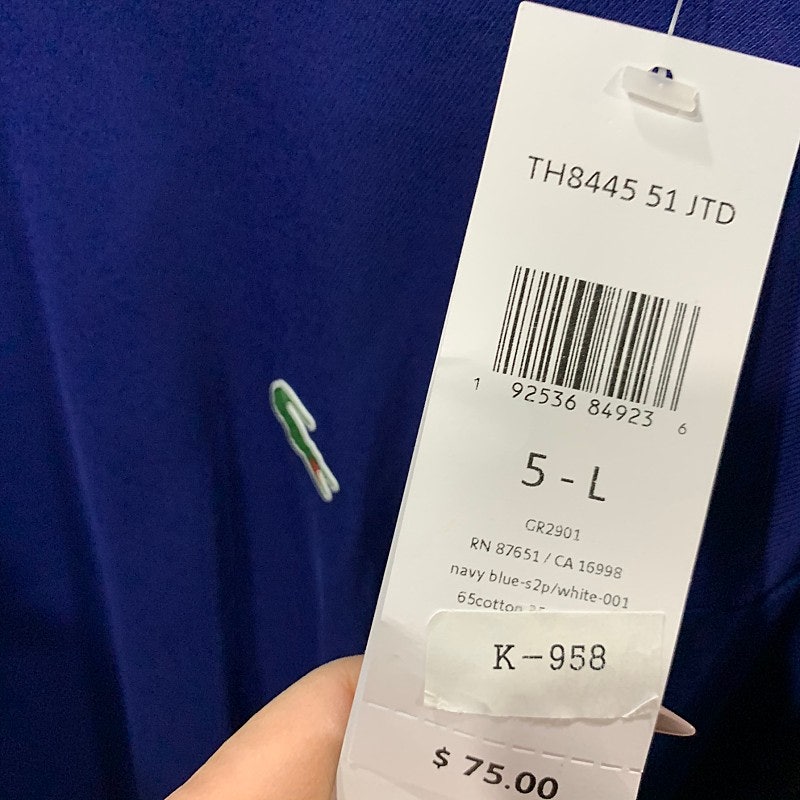 TH8445 51 JTD
1 92536 84923 6
5 - L
GR2901
RN 87651 / CA 16998
navy blue-s2p/white-001
65cotton
K-958
$ 75.00